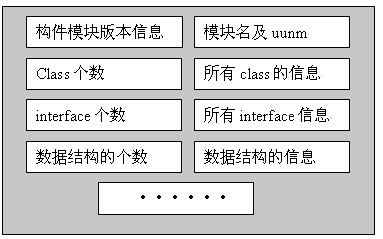 构件模块版本信息 模块名及 uunm
Class 个数 所有 class 的信息
interface 个数 所有 interface 信息
数据结构的个数 数据结构的信息
······